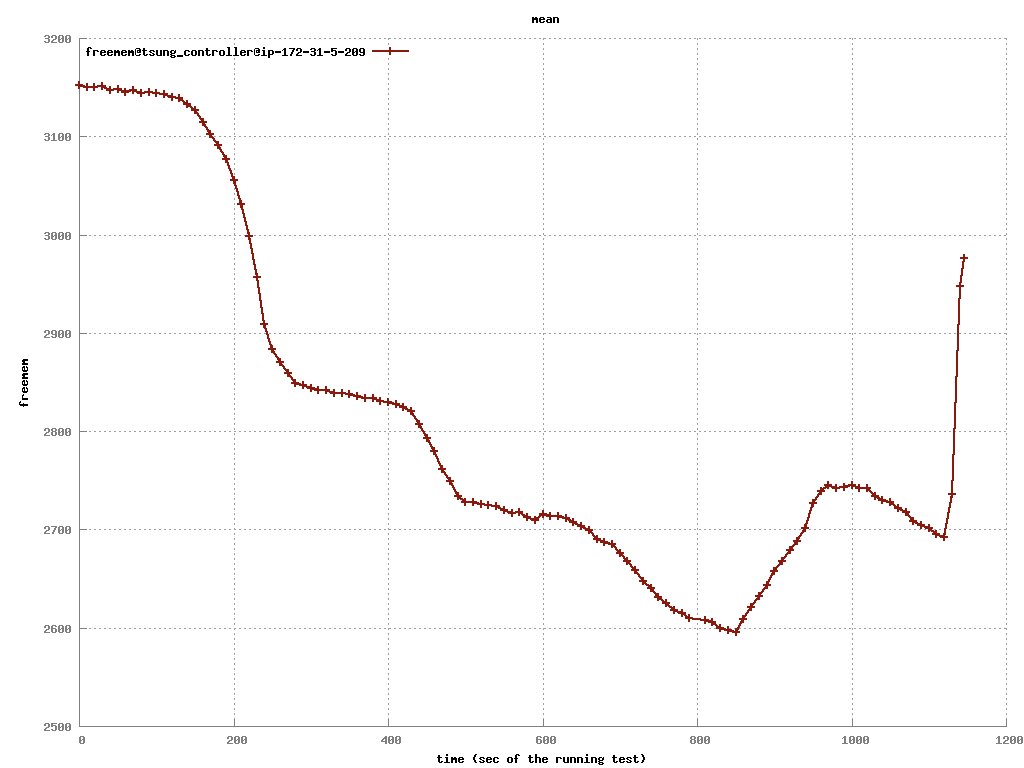 mean
3200
freemem@tsung_controller@ip-172-31-5-209
3100
3000
2900
freemem
2800
2700
2600
2500
0 200 400 600 800 1000 1200
time (sec of the running test)